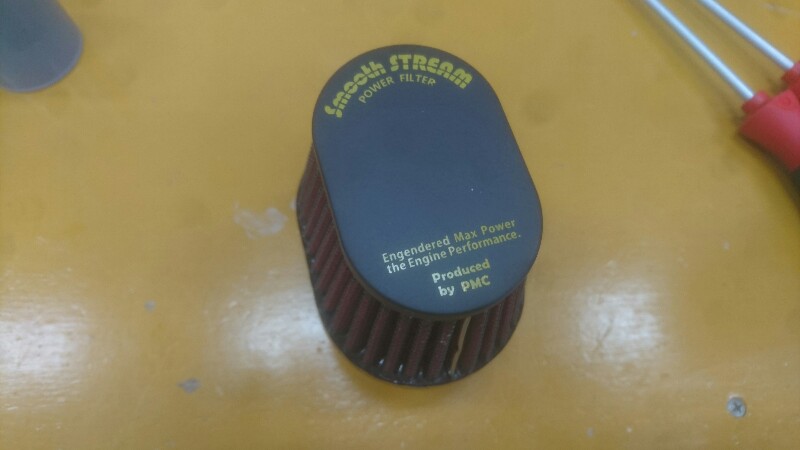 Smooth STREAM
POWER FILTER
Engendered Max Power
the Engine Performance.
Produced
by PMC